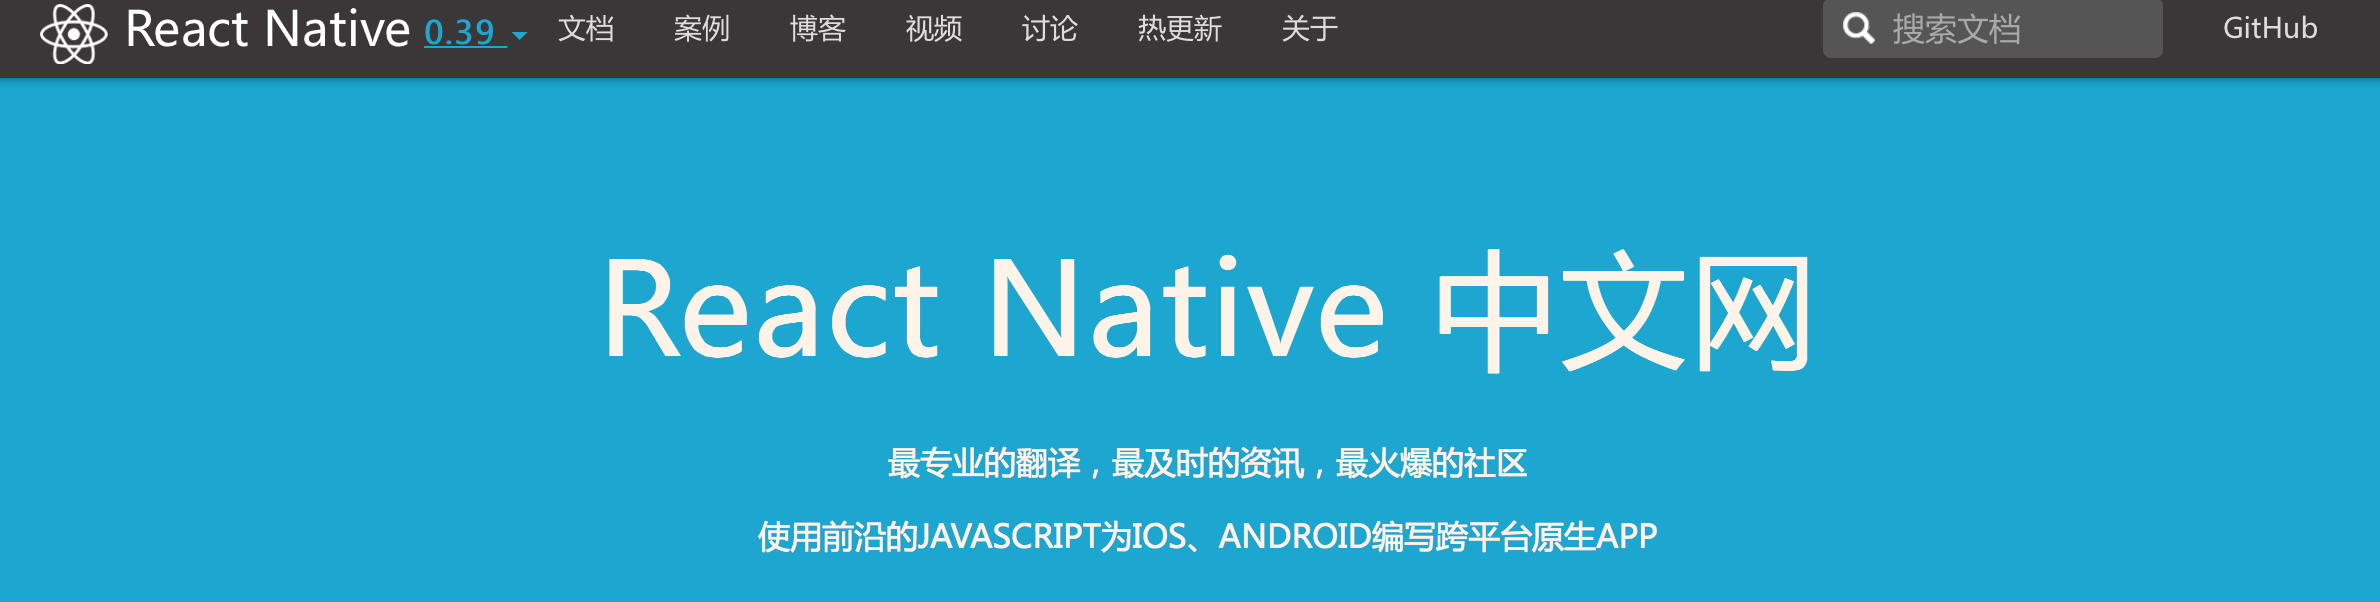 React Native 0.39 文档 案例 博客 视频 讨论 热更新 关于 搜索文档 GitHub
React Native 中文网
最专业的翻译，最及时的资讯，最火爆的社区
使用前沿的JAVASCRIPT为IOS、ANDROID编写跨平台原生APP